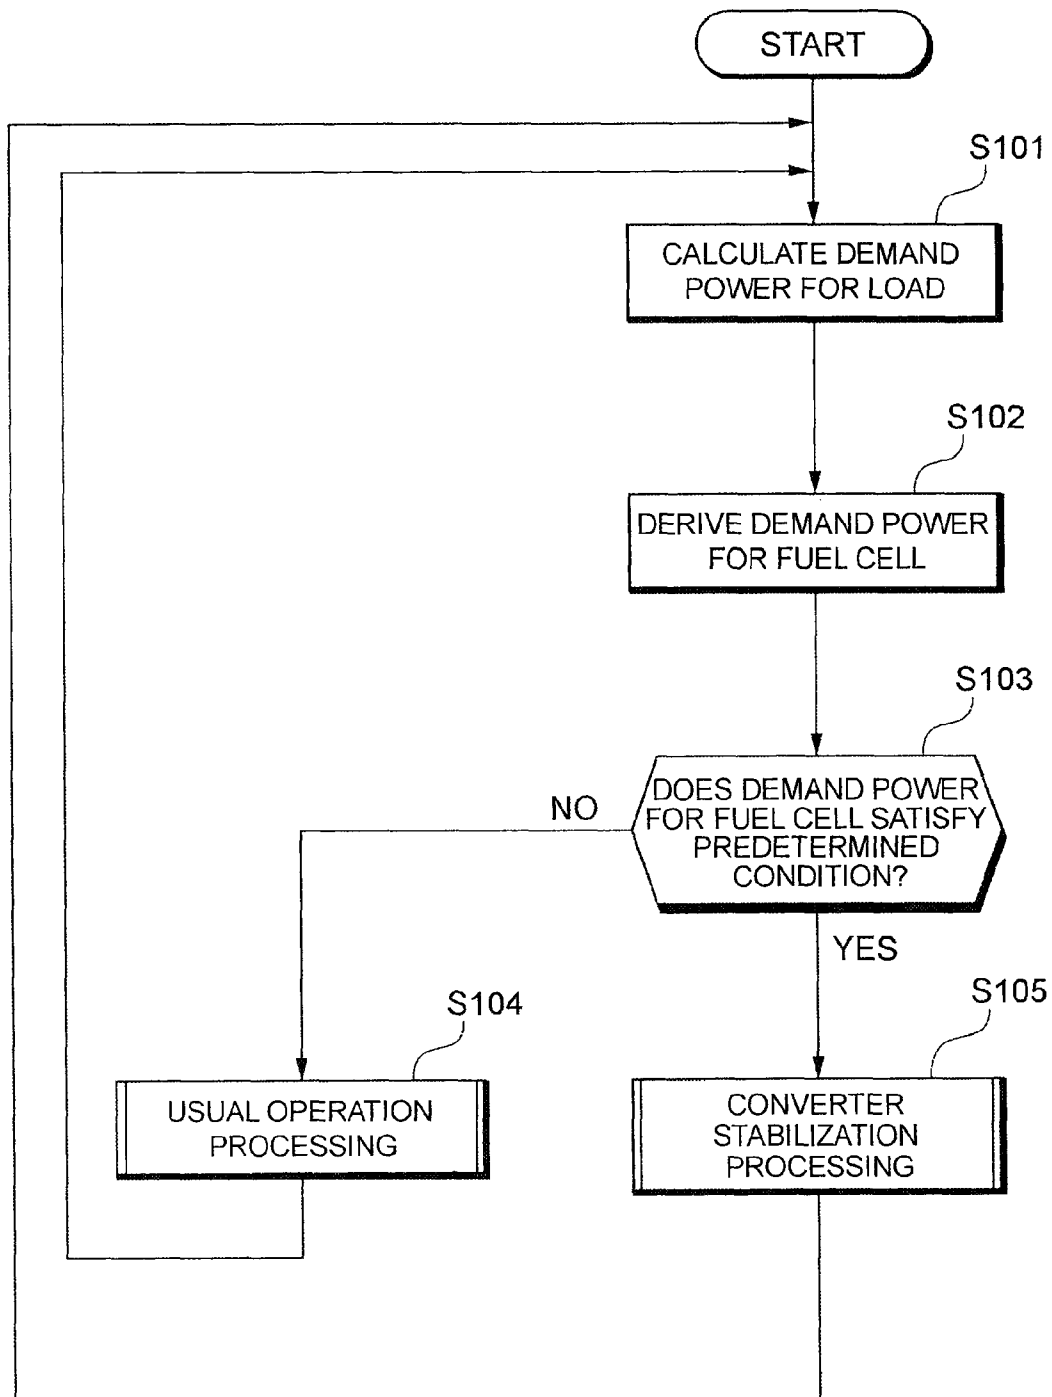 START
S101
CALCULATE DEMAND
POWER FOR LOAD
S102
DERIVE DEMAND POWER
FOR FUEL CELL
S103
DOES DEMAND POWER
FOR FUEL CELL SATISFY
PREDETERMINED
CONDITION?
NO
YES
S104
USUAL OPERATION
PROCESSING
S105
CONVERTER
STABILIZATION
PROCESSING